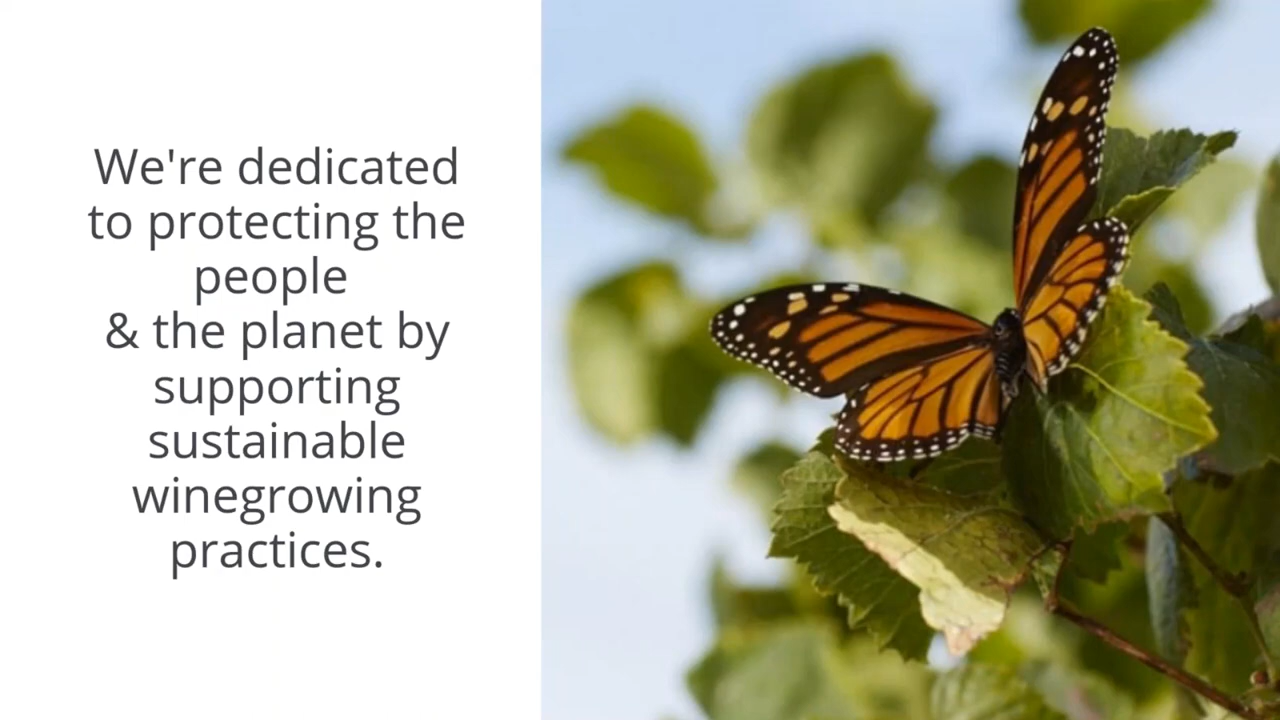 We're dedicated
to protecting the
people
& the planet by
supporting
sustainable
winegrowing
practices.